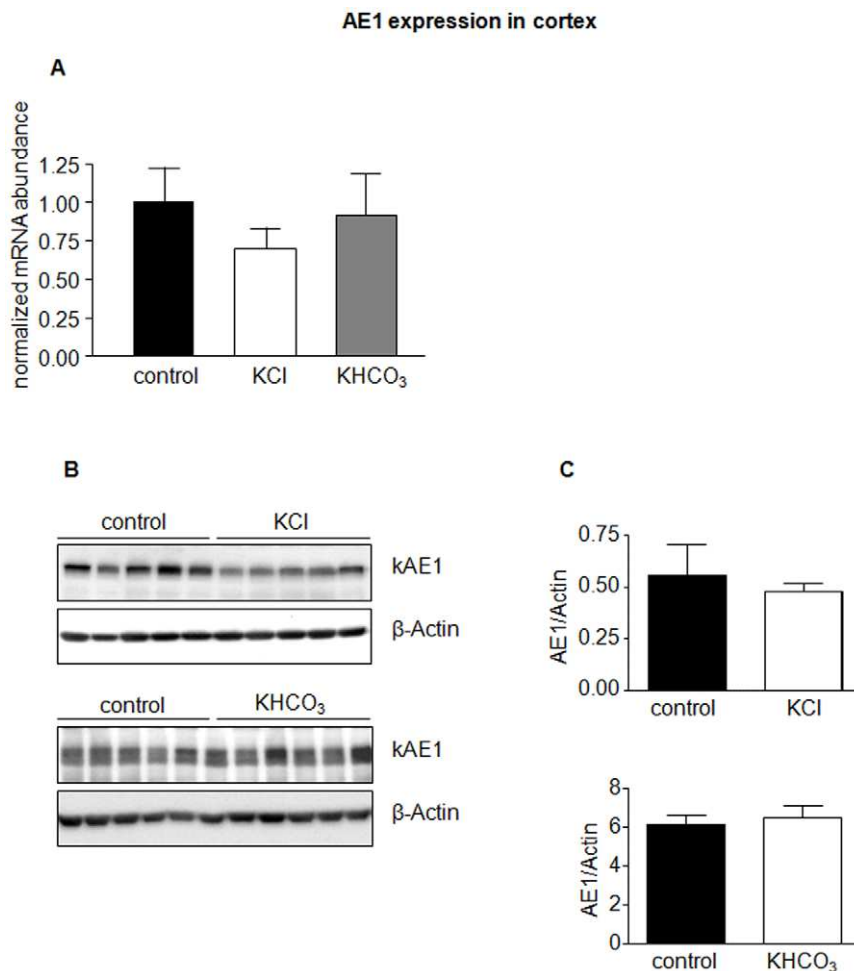 AE1 expression in cortex
A
normalized mRNA abundance
1.25
1.00
0.75
0.50
0.25
0.00
control KCl KHCO₃
B
control KCl
kAE1
β-Actin
control KHCO₃
kAE1
β-Actin
C
AE1/Actin
0.75
0.50
0.25
0.00
control KCl
AE1/Actin
8
6
4
2
0
control KHCO₃